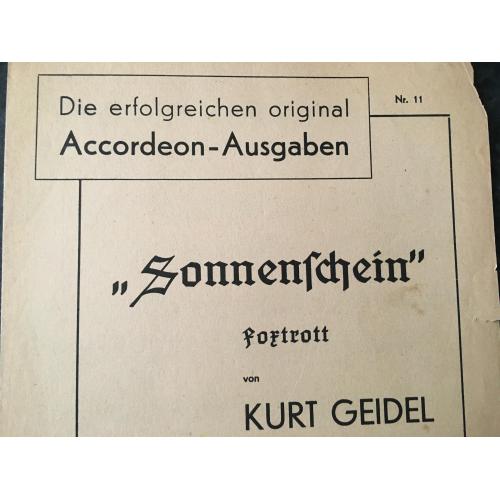 Die erfolgreichen original
Accordeon-Ausgaben
Nr. 11
„Sonnenſchein"
Foxtrott
von
KURT GEIDEL